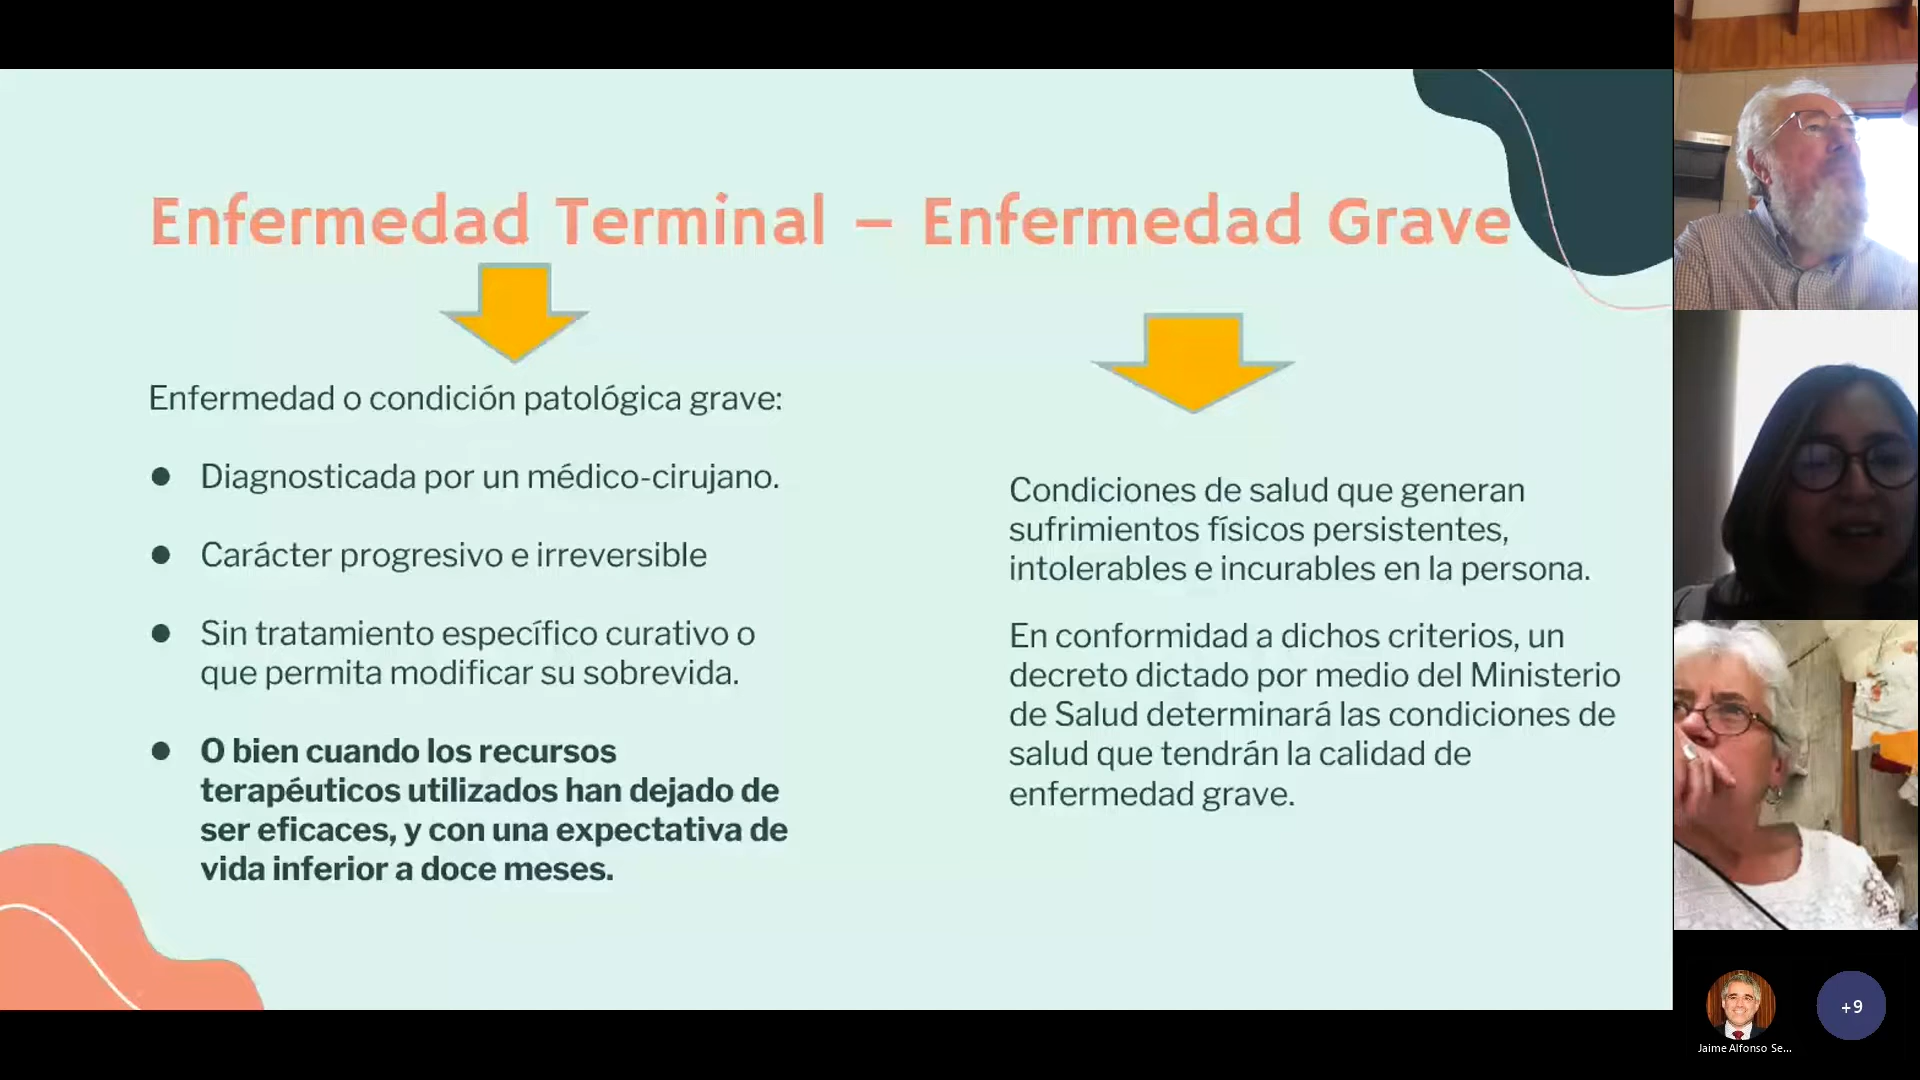 Enfermedad Terminal – Enfermedad Grave
Enfermedad o condición patológica grave:
● Diagnosticada por un médico-cirujano.
● Carácter progresivo e irreversible
● Sin tratamiento específico curativo o
que permita modificar su sobrevida.
● O bien cuando los recursos
terapéuticos utilizados han dejado de
ser eficaces, y con una expectativa de
vida inferior a doce meses.
Condiciones de salud que generan
sufrimientos físicos persistentes,
intolerables e incurables en la persona.
En conformidad a dichos criterios, un
decreto dictado por medio del Ministerio
de Salud determinará las condiciones de
salud que tendrán la calidad de
enfermedad grave.
Jaime Alfonso Se...
+9